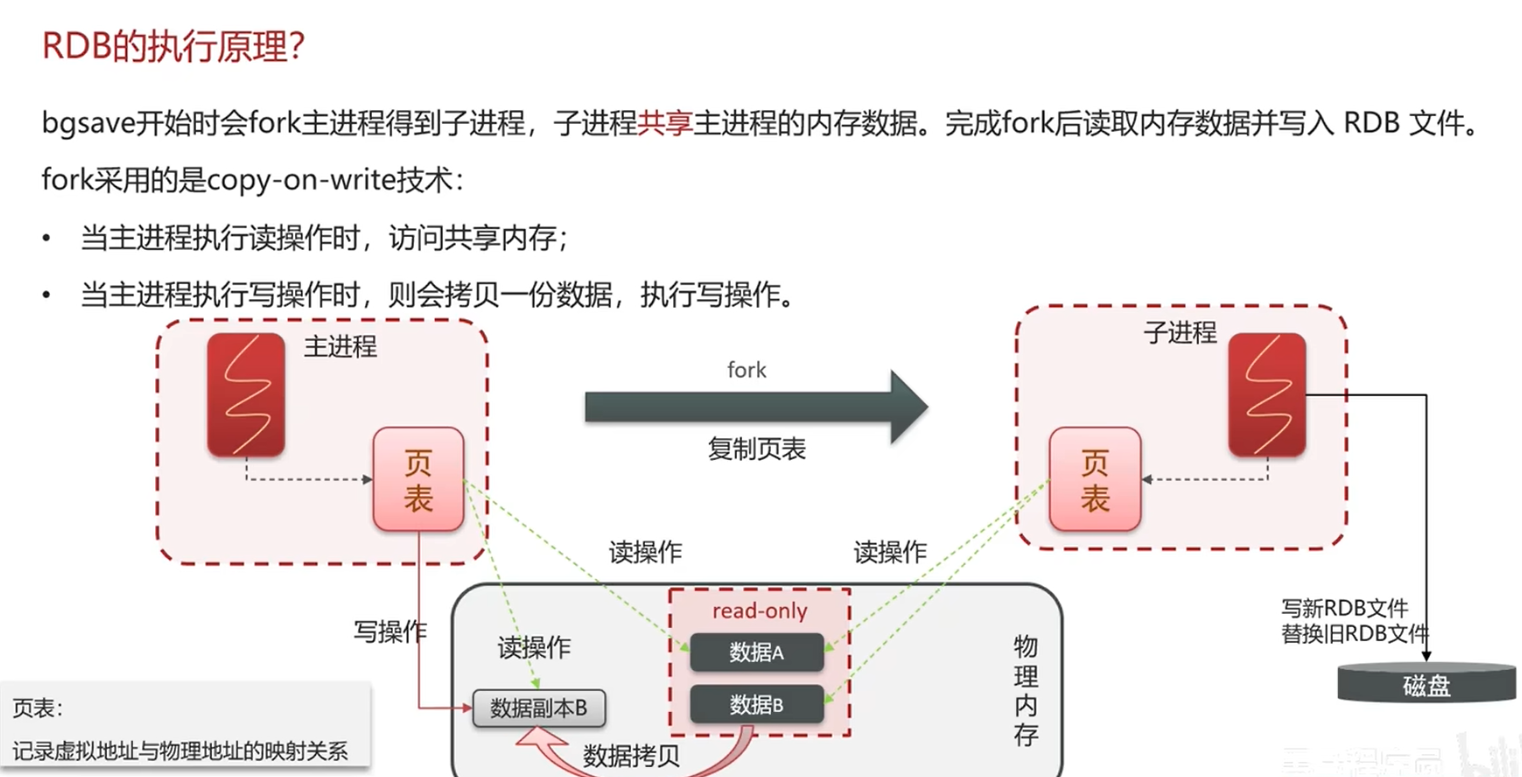 RDB的执行原理?
bgsave开始时会fork主进程得到子进程，子进程共享主进程的内存数据。完成fork后读取内存数据并写入 RDB 文件。
fork采用的是copy-on-write技术：
• 当主进程执行读操作时，访问共享内存；
• 当主进程执行写操作时，则会拷贝一份数据，执行写操作。
主进程
子进程
fork
复制页表
页
表
页
表
读操作
读操作
写操作
读操作
read-only
数据A
数据B
数据副本B
数据拷贝
物
理
内
存
写新RDB文件
替换旧RDB文件
磁盘
页表：
记录虚拟地址与物理地址的映射关系